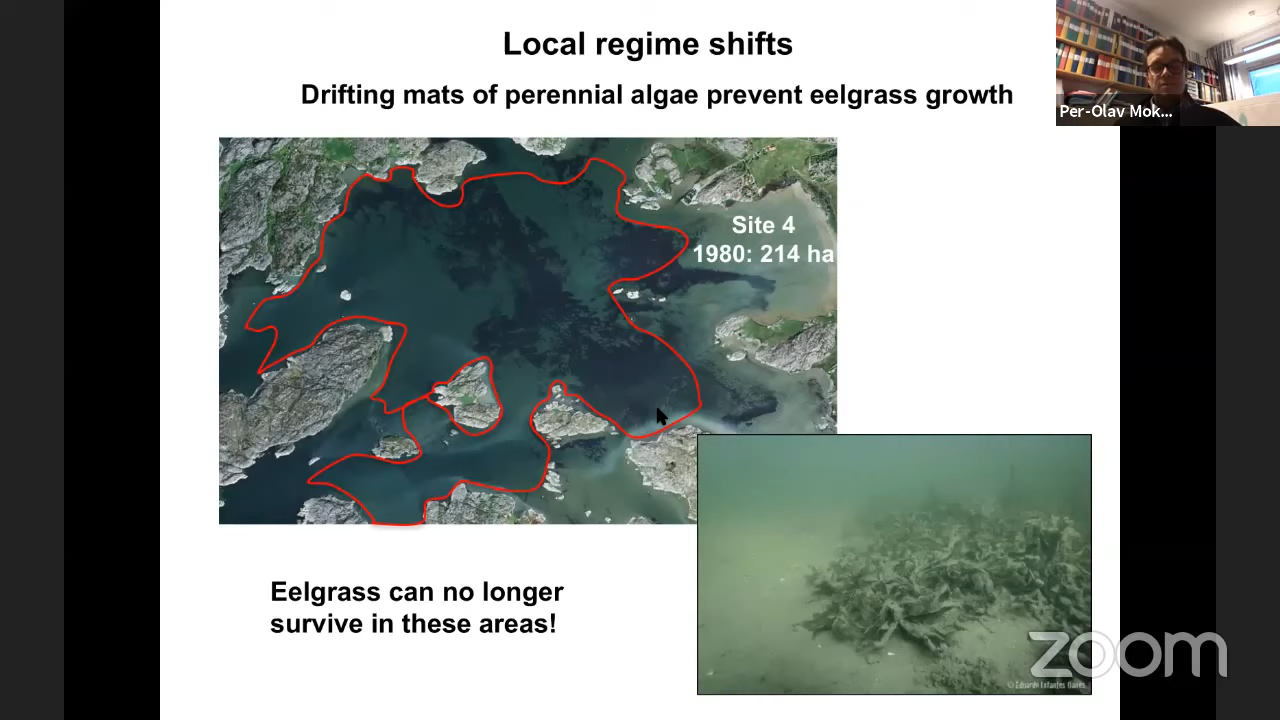 Local regime shifts
Drifting mats of perennial algae prevent eelgrass growth
Per-Olav Mok...
Site 4
1980: 214 ha
Eelgrass can no longer
survive in these areas!
zoom